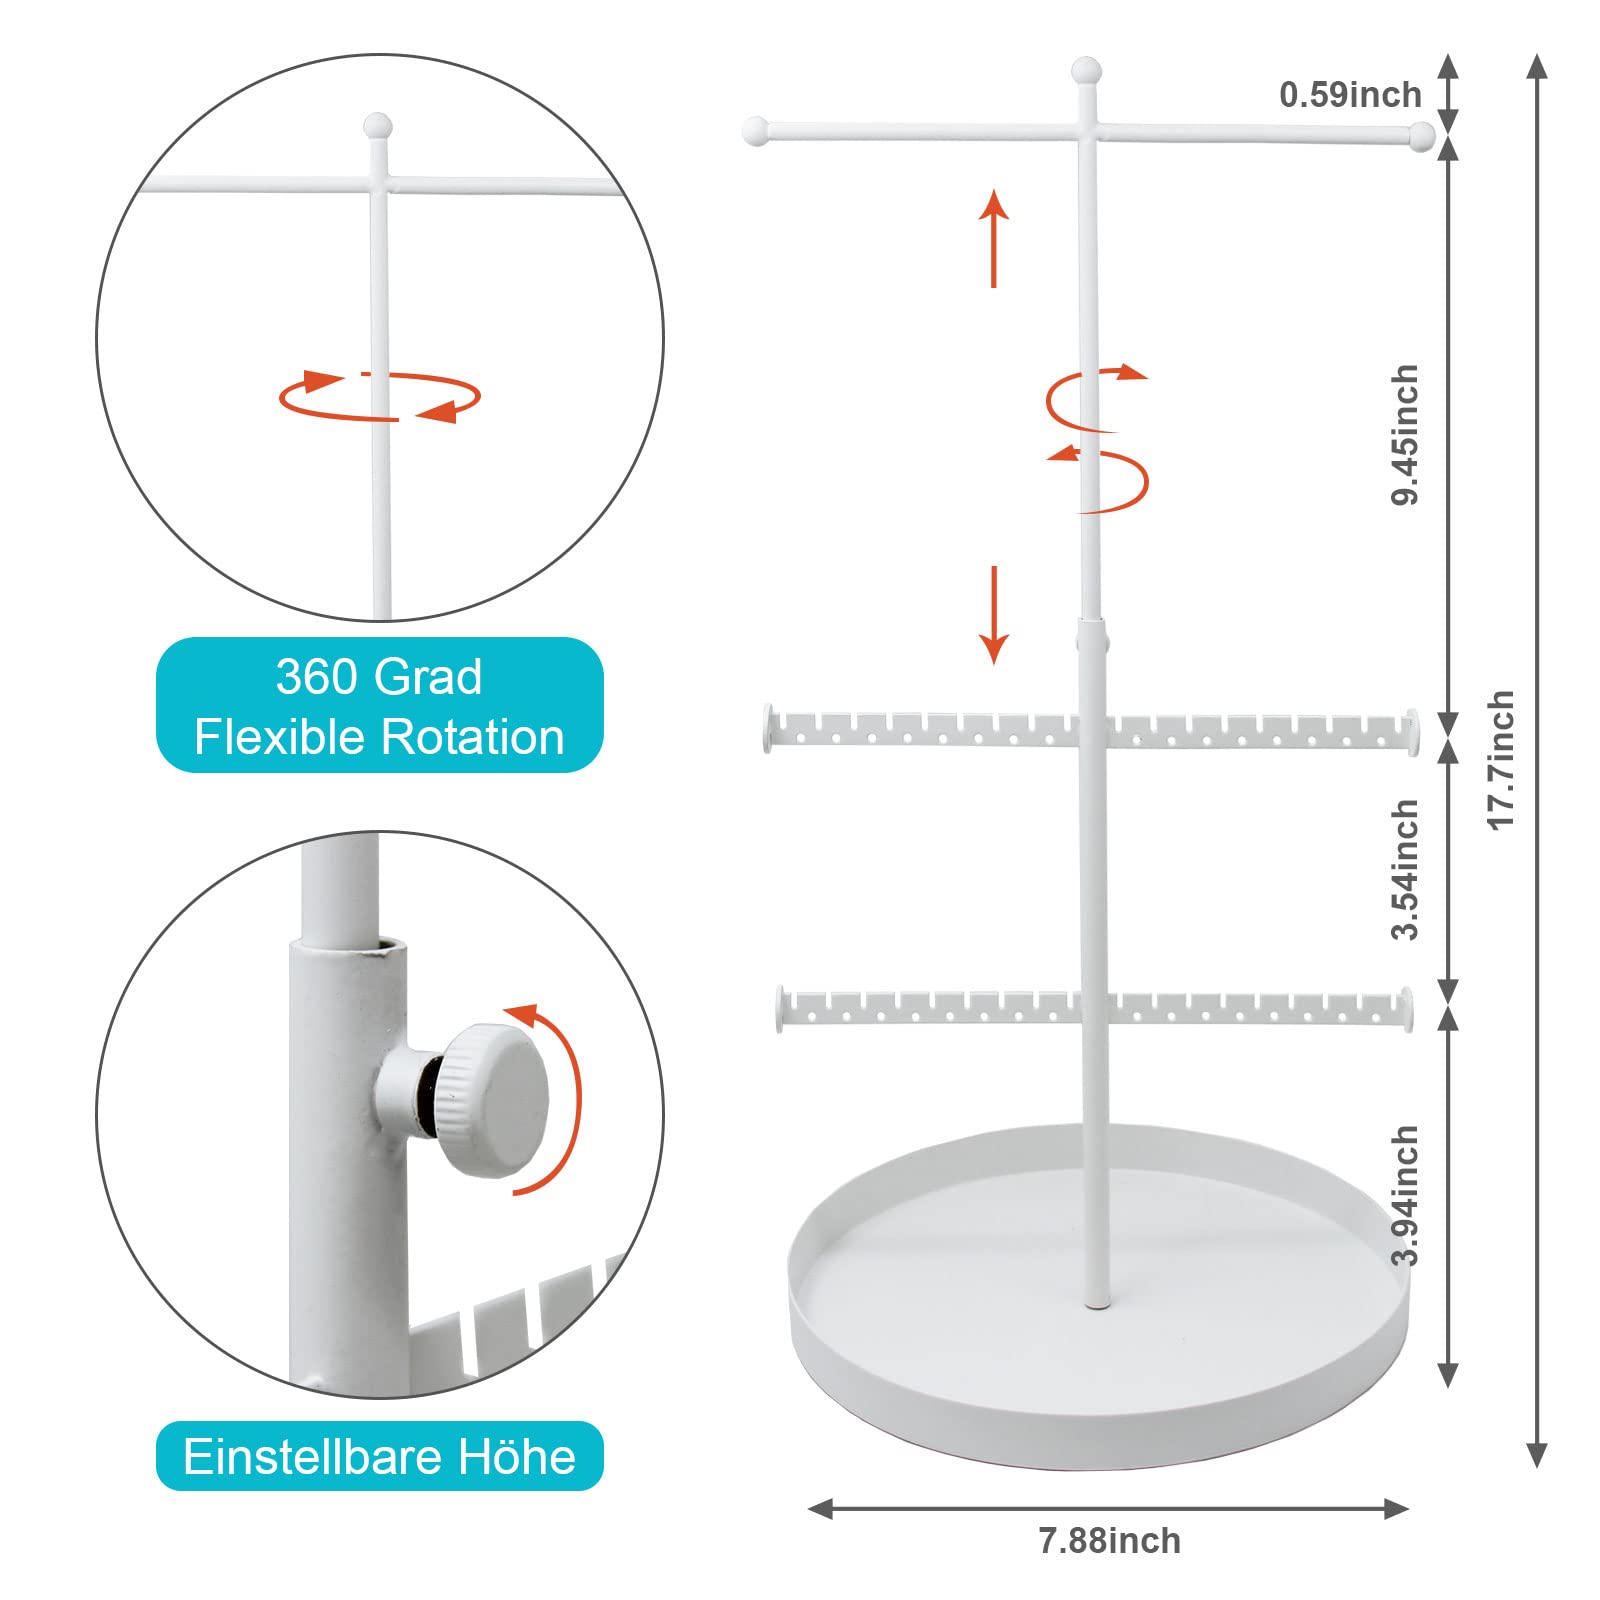 360 Grad
Flexible Rotation
Einstellbare Höhe
0.59inch
9.45inch
3.54inch
3.94inch
17.7inch
7.88inch